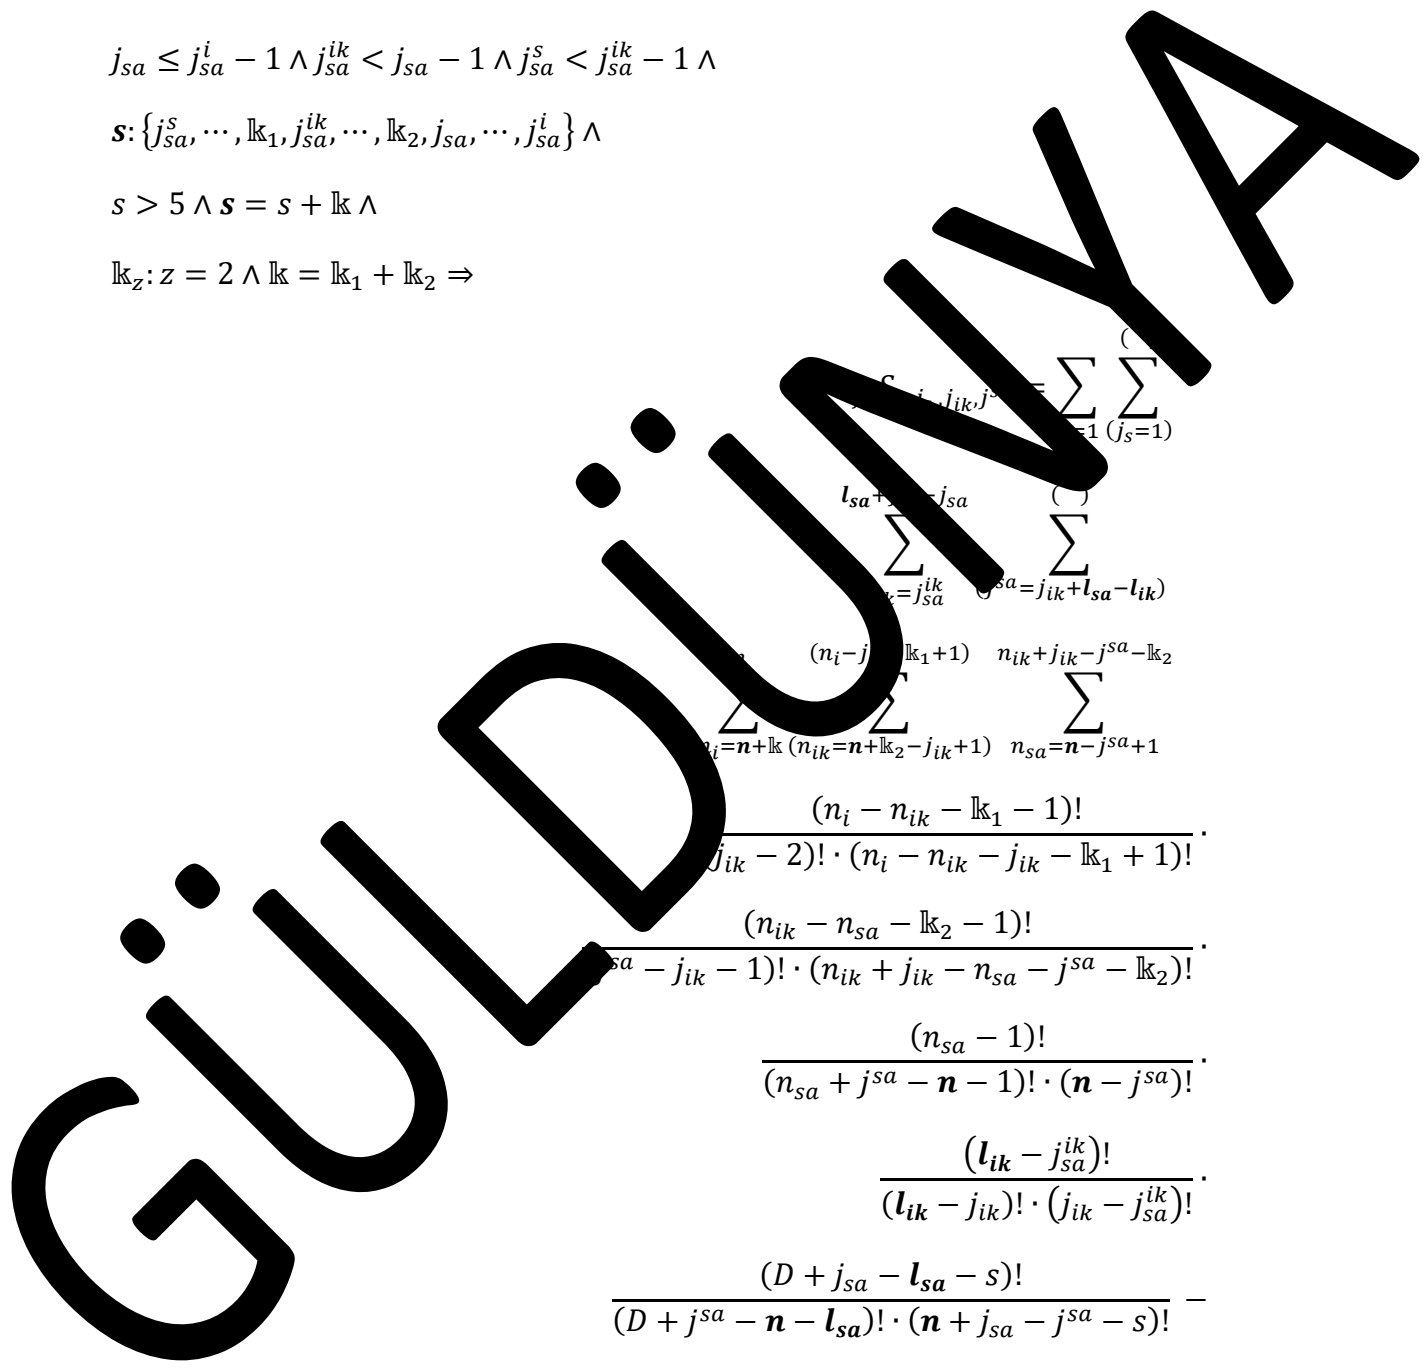 j_{sa} ≤ j_{sa}^{i} − 1 ∧ j_{sa}^{ik} < j_{sa} − 1 ∧ j_{sa}^{s} < j_{sa}^{ik} − 1 ∧
s: {j_{sa}^{s}, ⋯, 𝕜_1, j_{sa}^{ik}, ⋯, 𝕜_2, j_{sa}, ⋯, j_{sa}^{i}} ∧
s > 5 ∧ s = s + 𝕜 ∧
𝕜_z: z = 2 ∧ 𝕜 = 𝕜_1 + 𝕜_2 ⇒
( )
j_{ik}, = ∑ ∑
=1 (j_s=1)
l_{sa}+ −j_{sa} ( )
∑ ∑
=j_{sa}^{ik} (j^{sa}=j_{ik}+l_{sa}−l_{ik})
(n_i−j 𝕜_1+1) n_{ik}+j_{ik}−j^{sa}−𝕜_2
∑ ∑ ∑
n_i=n+𝕜 (n_{ik}=n+𝕜_2−j_{ik}+1) n_{sa}=n−j^{sa}+1
(n_i − n_{ik} − 𝕜_1 − 1)!
(j_{ik} − 2)! · (n_i − n_{ik} − j_{ik} − 𝕜_1 + 1)! ·
(n_{ik} − n_{sa} − 𝕜_2 − 1)!
^{sa} − j_{ik} − 1)! · (n_{ik} + j_{ik} − n_{sa} − j^{sa} − 𝕜_2)! ·
(n_{sa} − 1)!
(n_{sa} + j^{sa} − n − 1)! · (n − j^{sa})! ·
(l_{ik} − j_{sa}^{ik})!
(l_{ik} − j_{ik})! · (j_{ik} − j_{sa}^{ik})! ·
(D + j_{sa} − l_{sa} − s)!
(D + j^{sa} − n − l_{sa})! · (n + j_{sa} − j^{sa} − s)! −
GÜLDÜNYA